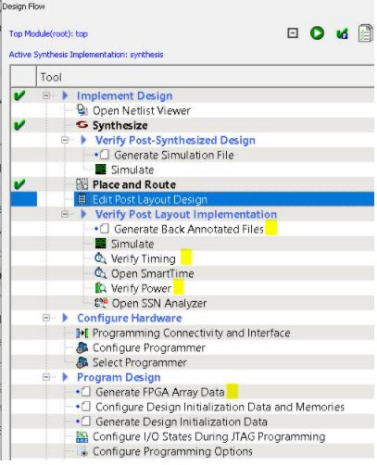 Design Flow
Top Module(root): top
Active Synthesis Implementation: synthesis
Tool
Implement Design
Open Netlist Viewer
Synthesize
Verify Post-Synthesized Design
Generate Simulation File
Simulate
Place and Route
Edit Post Layout Design
Verify Post Layout Implementation
Generate Back Annotated Files
Simulate
Verify Timing
Open SmartTime
Verify Power
Open SSN Analyzer
Configure Hardware
Programming Connectivity and Interface
Configure Programmer
Select Programmer
Program Design
Generate FPGA Array Data
Configure Design Initialization Data and Memories
Generate Design Initialization Data
Configure I/O States During JTAG Programming
Configure Programming Options